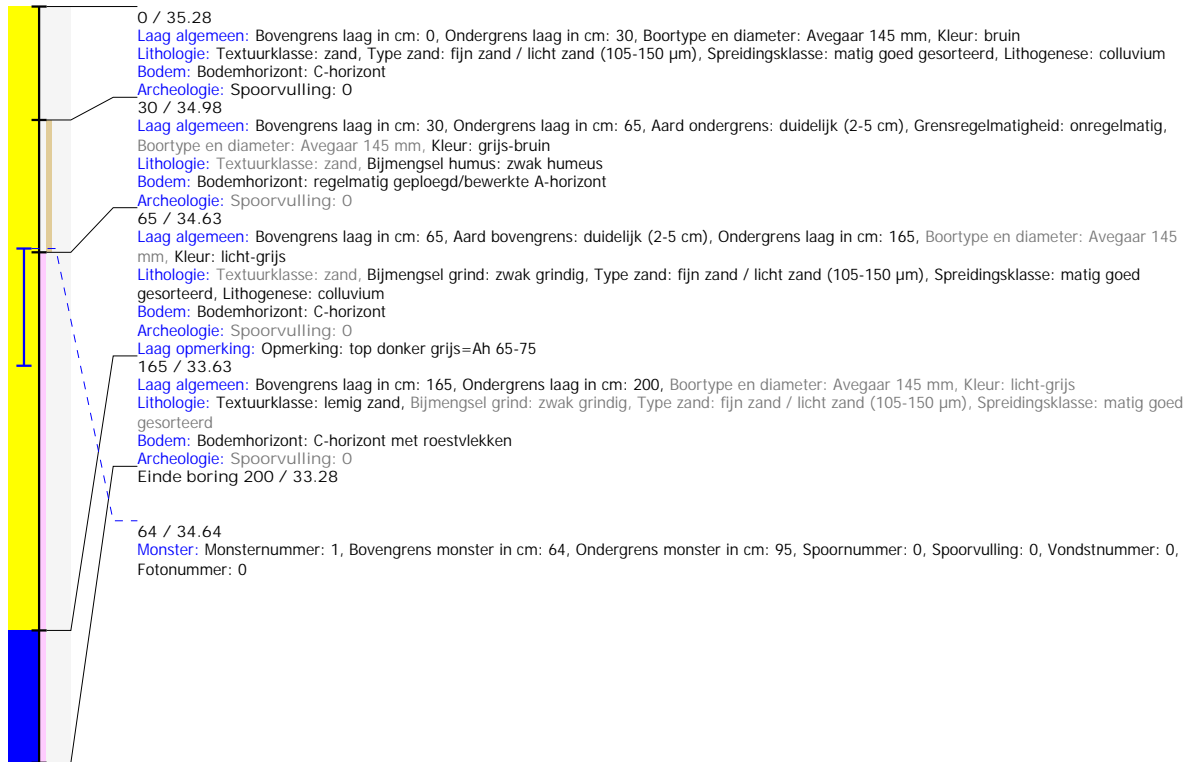 0 / 35.28
Laag algemeen: Bovengrens laag in cm: 0, Ondergrens laag in cm: 30, Boortype en diameter: Avegaar 145 mm, Kleur: bruin
Lithologie: Textuurklasse: zand, Type zand: fijn zand / licht zand (105-150 µm), Spreidingsklasse: matig goed gesorteerd, Lithogenese: colluvium
Bodem: Bodemhorizont: C-horizont
Archeologie: Spoorvulling: 0
30 / 34.98
Laag algemeen: Bovengrens laag in cm: 30, Ondergrens laag in cm: 65, Aard ondergrens: duidelijk (2-5 cm), Grensregelmatigheid: onregelmatig,
Boortype en diameter: Avegaar 145 mm, Kleur: grijs-bruin
Lithologie: Textuurklasse: zand, Bijmengsel humus: zwak humeus
Bodem: Bodemhorizont: regelmatig geploegd/bewerkte A-horizont
Archeologie: Spoorvulling: 0
65 / 34.63
Laag algemeen: Bovengrens laag in cm: 65, Aard bovengrens: duidelijk (2-5 cm), Ondergrens laag in cm: 165, Boortype en diameter: Avegaar 145
mm, Kleur: licht-grijs
Lithologie: Textuurklasse: zand, Bijmengsel grind: zwak grindig, Type zand: fijn zand / licht zand (105-150 µm), Spreidingsklasse: matig goed
gesorteerd, Lithogenese: colluvium
Bodem: Bodemhorizont: C-horizont
Archeologie: Spoorvulling: 0
Laag opmerking: Opmerking: top donker grijs=Ah 65-75
165 / 33.63
Laag algemeen: Bovengrens laag in cm: 165, Ondergrens laag in cm: 200, Boortype en diameter: Avegaar 145 mm, Kleur: licht-grijs
Lithologie: Textuurklasse: lemig zand, Bijmengsel grind: zwak grindig, Type zand: fijn zand / licht zand (105-150 µm), Spreidingsklasse: matig goed
gesorteerd
Bodem: Bodemhorizont: C-horizont met roestvlekken
Archeologie: Spoorvulling: 0
Einde boring 200 / 33.28
64 / 34.64
Monster: Monsternummer: 1, Bovengrens monster in cm: 64, Ondergrens monster in cm: 95, Spoornummer: 0, Spoorvulling: 0, Vondstnummer: 0,
Fotonummer: 0